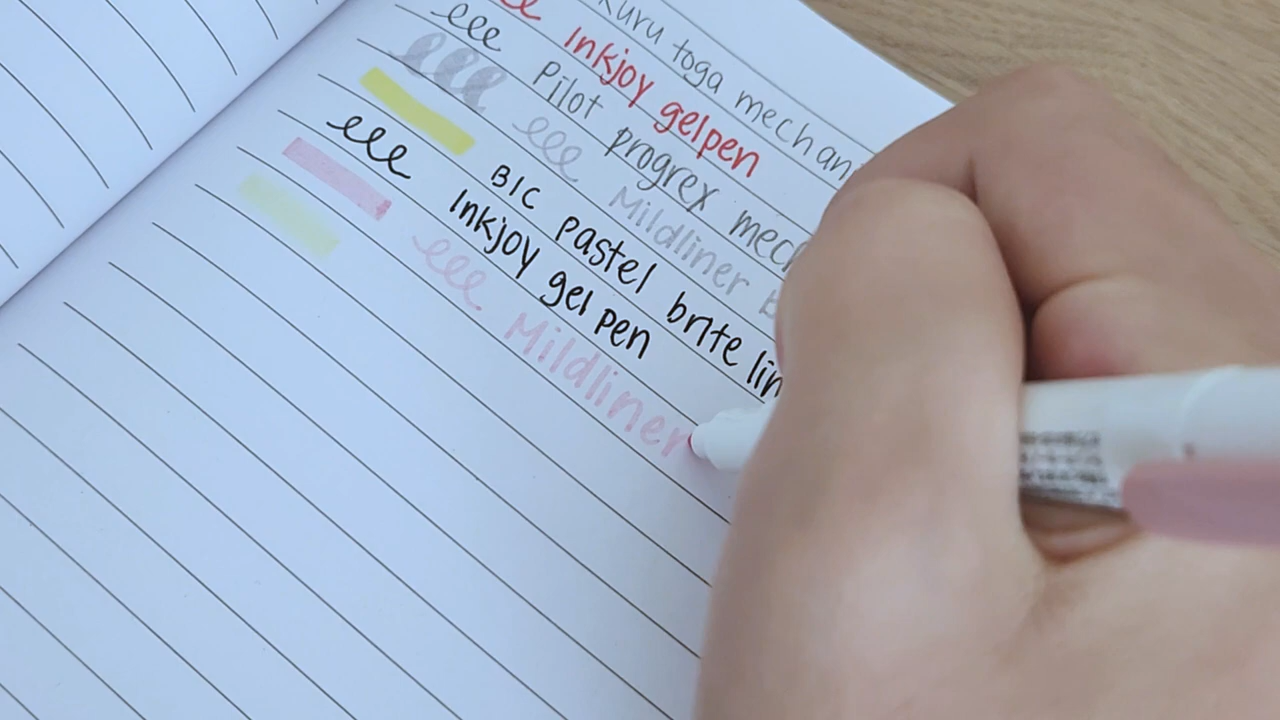 Kuru toga mechan
Inkjoy gelpen
Pilot progrex mech
Mildliner B
BIC pastel brite lin
Inkjoy gel pen
Mildliner